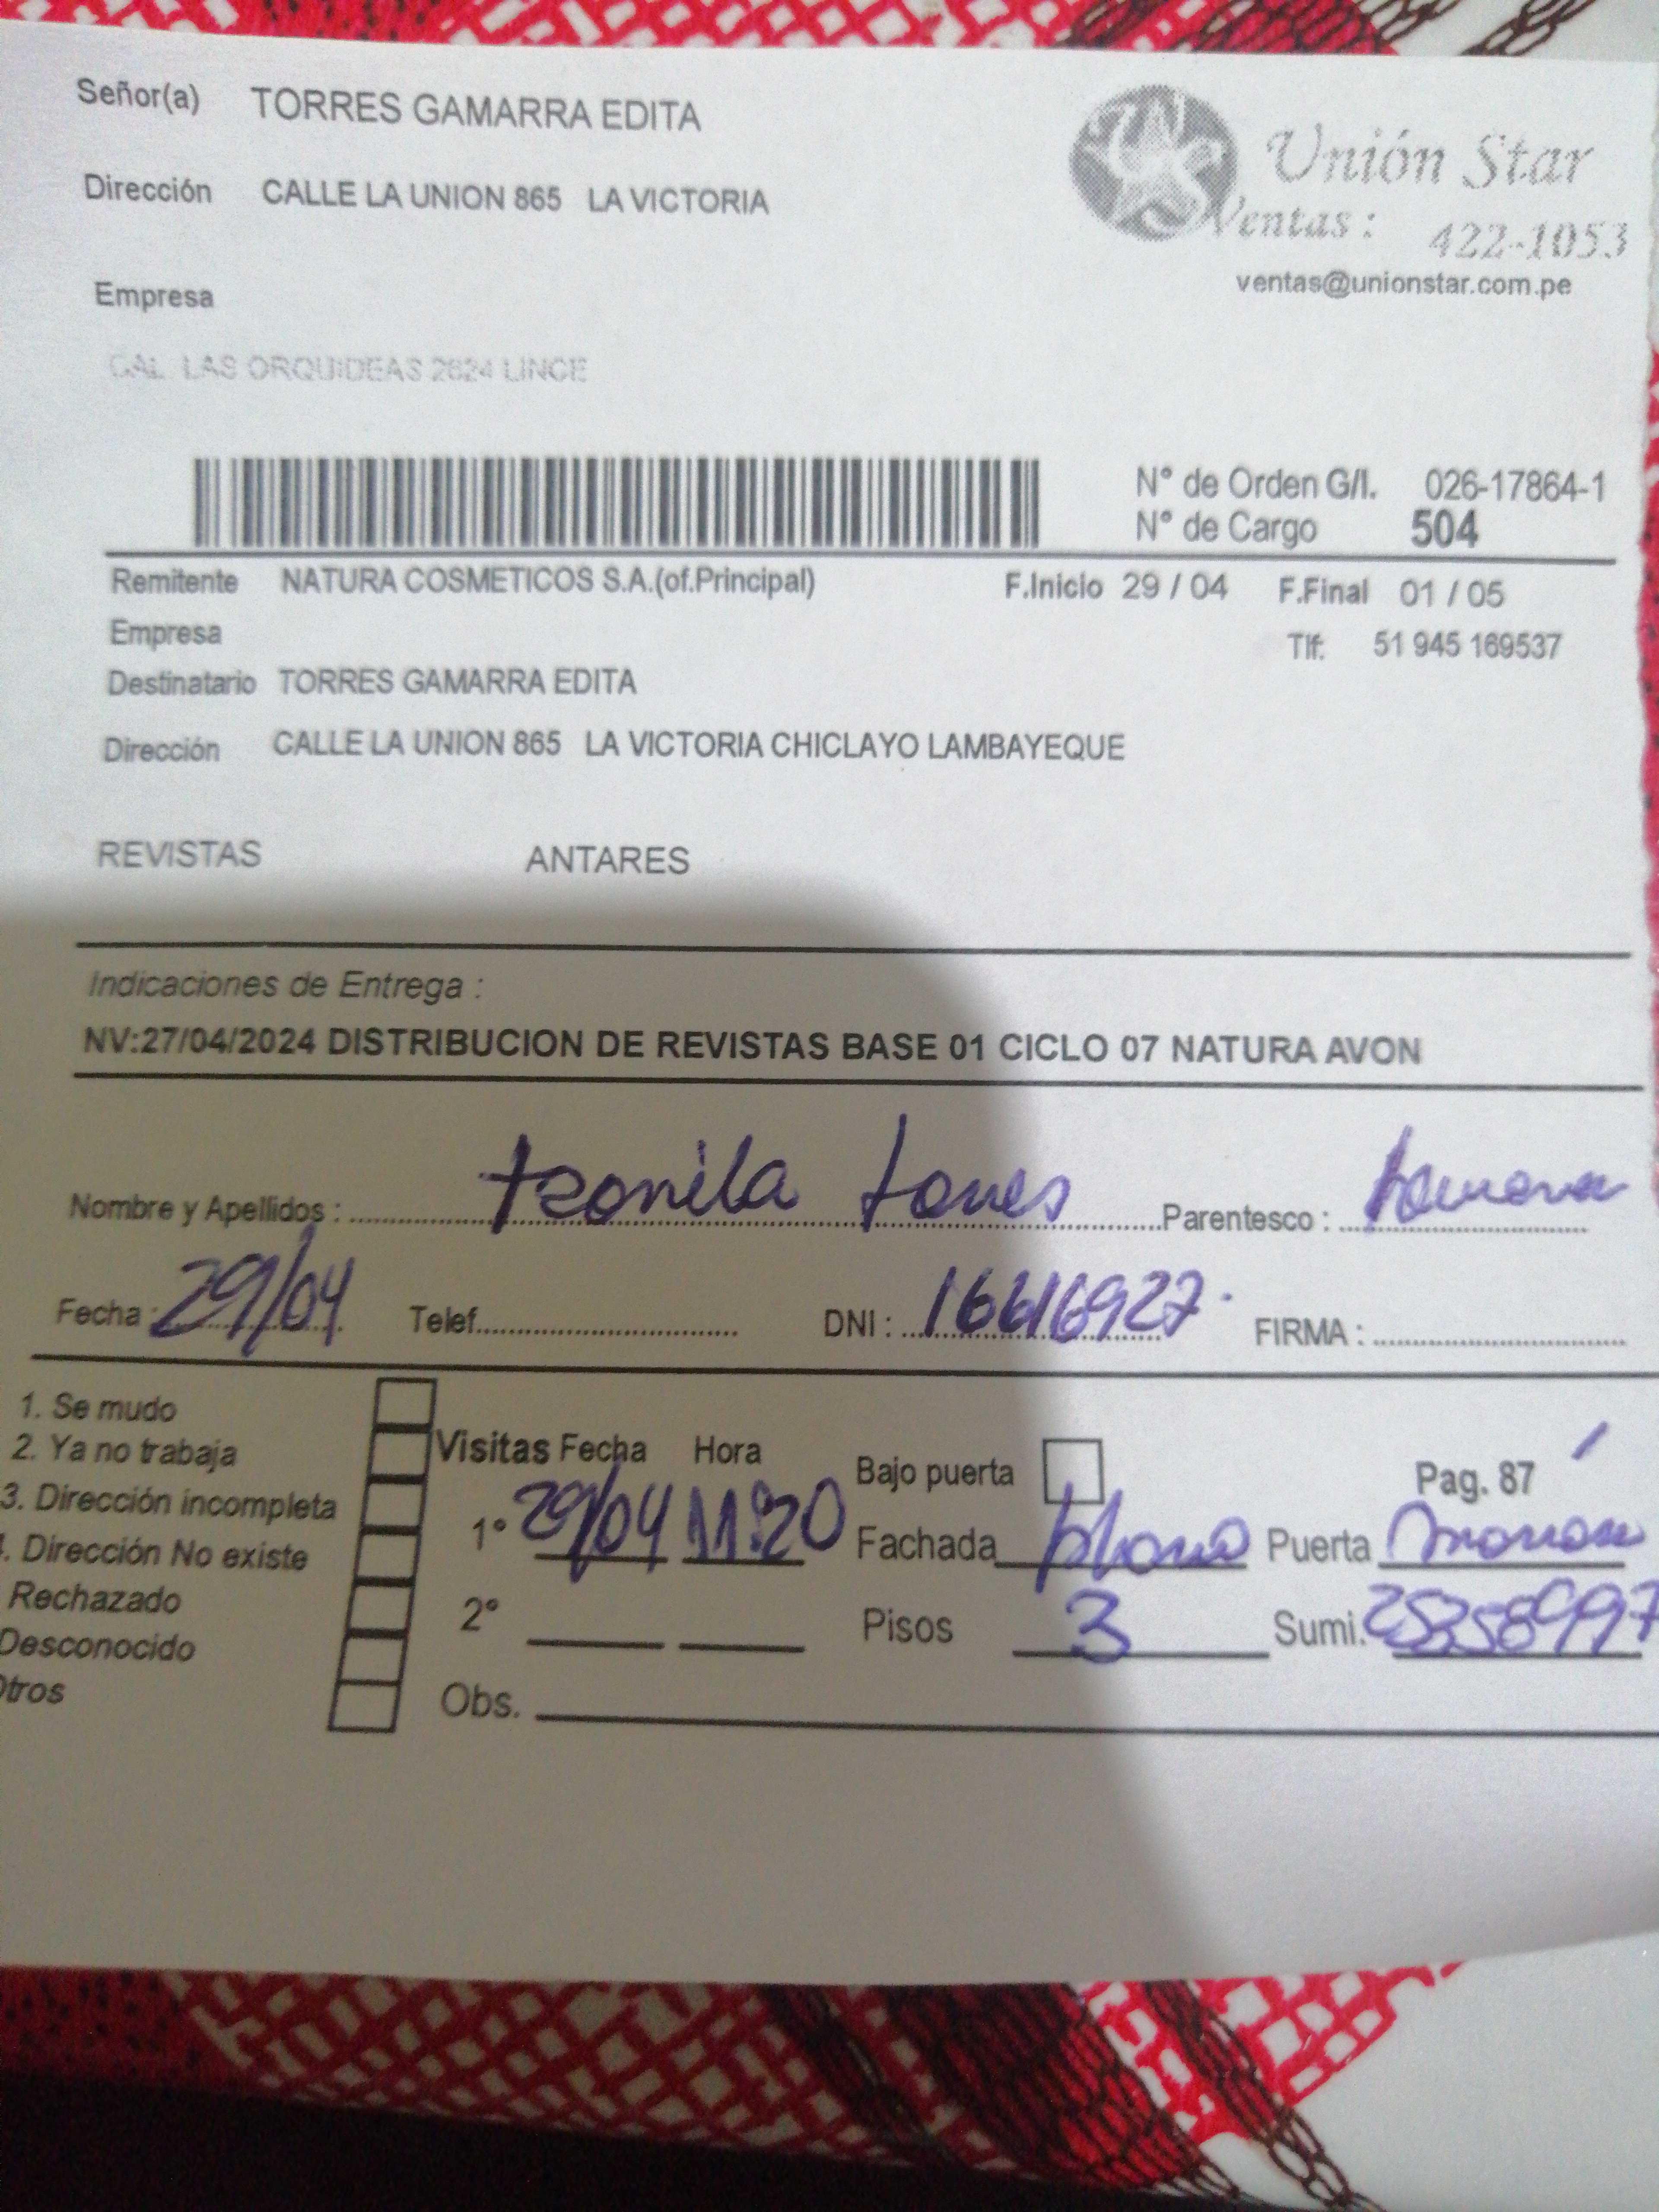 Señor(a) TORRES GAMARRA EDITA
Dirección CALLE LA UNION 865 LA VICTORIA
Unión Star
Ventas : 422-1053
ventas@unionstar.com.pe
Empresa
CAL. LAS ORQUIDEAS 2624 LINCE
N° de Orden G/I. 026-17864-1
N° de Cargo 504
Remitente NATURA COSMETICOS S.A.(of.Principal) F.Inicio 29 / 04 F.Final 01 / 05
Empresa Tlf: 51 945 169537
Destinatario TORRES GAMARRA EDITA
Dirección CALLE LA UNION 865 LA VICTORIA CHICLAYO LAMBAYEQUE
REVISTAS ANTARES
Indicaciones de Entrega :
NV:27/04/2024 DISTRIBUCION DE REVISTAS BASE 01 CICLO 07 NATURA AVON
Nombre y Apellidos : teonila torres Parentesco :
Fecha : 29/04 Telef. DNI : 16616927 FIRMA :
1. Se mudo
2. Ya no trabaja Visitas Fecha Hora Bajo puerta Pag. 87
3. Dirección incompleta 1° 29/04 11:20 Fachada Puerta marron
. Dirección No existe
Rechazado 2° Pisos 3 Sumi.
Desconocido
Otros Obs.